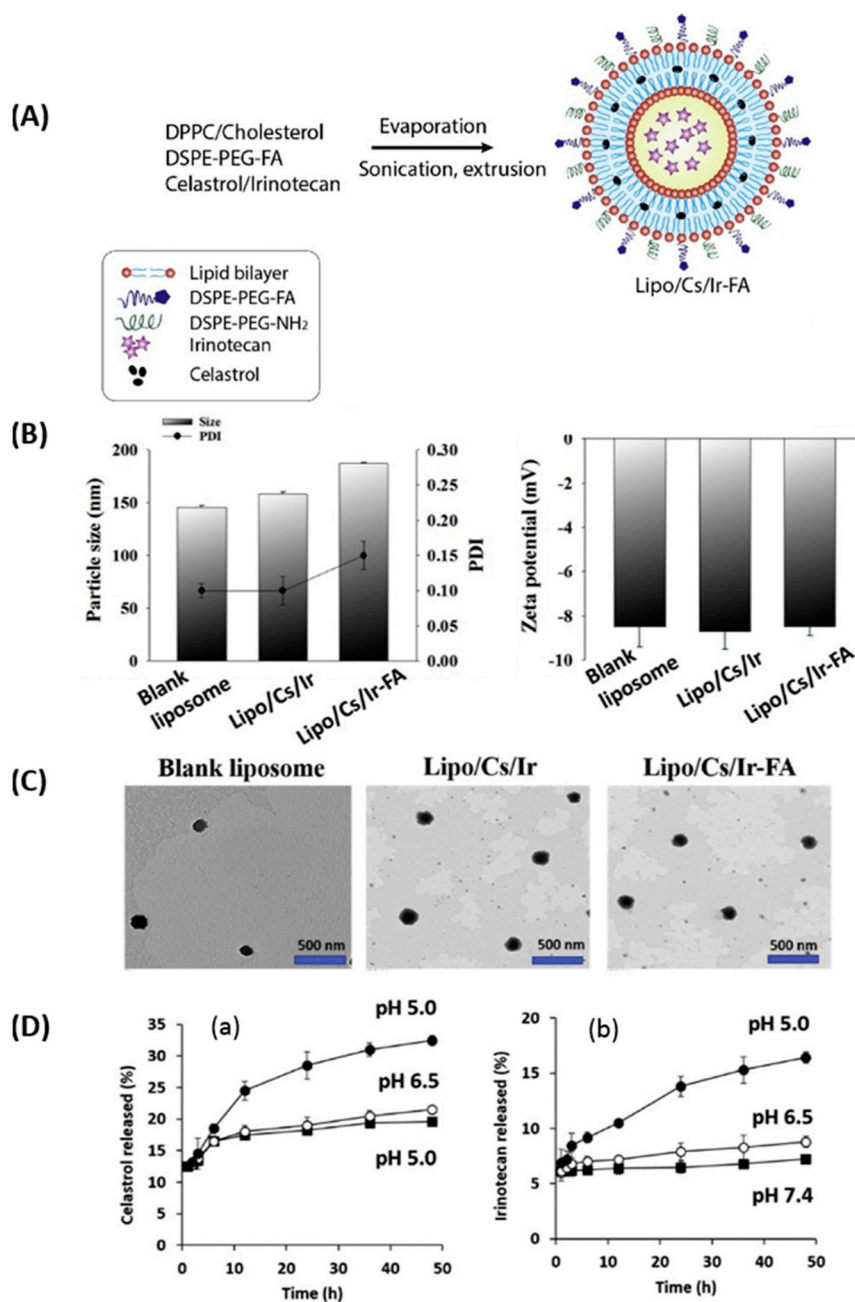 (A)
DPPC/Cholesterol
DSPE-PEG-FA
Celastrol/Irinotecan
Evaporation
Sonication, extrusion
Lipo/Cs/Ir-FA
Lipid bilayer
DSPE-PEG-FA
DSPE-PEG-NH2
Irinotecan
Celastrol
(B)
Size
PDI
200
150
100
50
0
Particle size (nm)
0.30
0.25
0.20
0.15
0.10
0.05
0.00
PDI
Blank
liposome
Lipo/Cs/Ir
Lipo/Cs/Ir-FA
0
-2
-4
-6
-8
-10
Zeta potential (mV)
Blank
liposome
Lipo/Cs/Ir
Lipo/Cs/Ir-FA
(C)
Blank liposome
Lipo/Cs/Ir
Lipo/Cs/Ir-FA
500 nm
500 nm
500 nm
(D)
(a)
pH 5.0
pH 6.5
pH 5.0
35
30
25
20
15
10
5
0
Celastrol released (%)
0 10 20 30 40 50
Time (h)
(b)
pH 5.0
pH 6.5
pH 7.4
20
15
10
5
0
Irinotecan released (%)
0 10 20 30 40 50
Time (h)